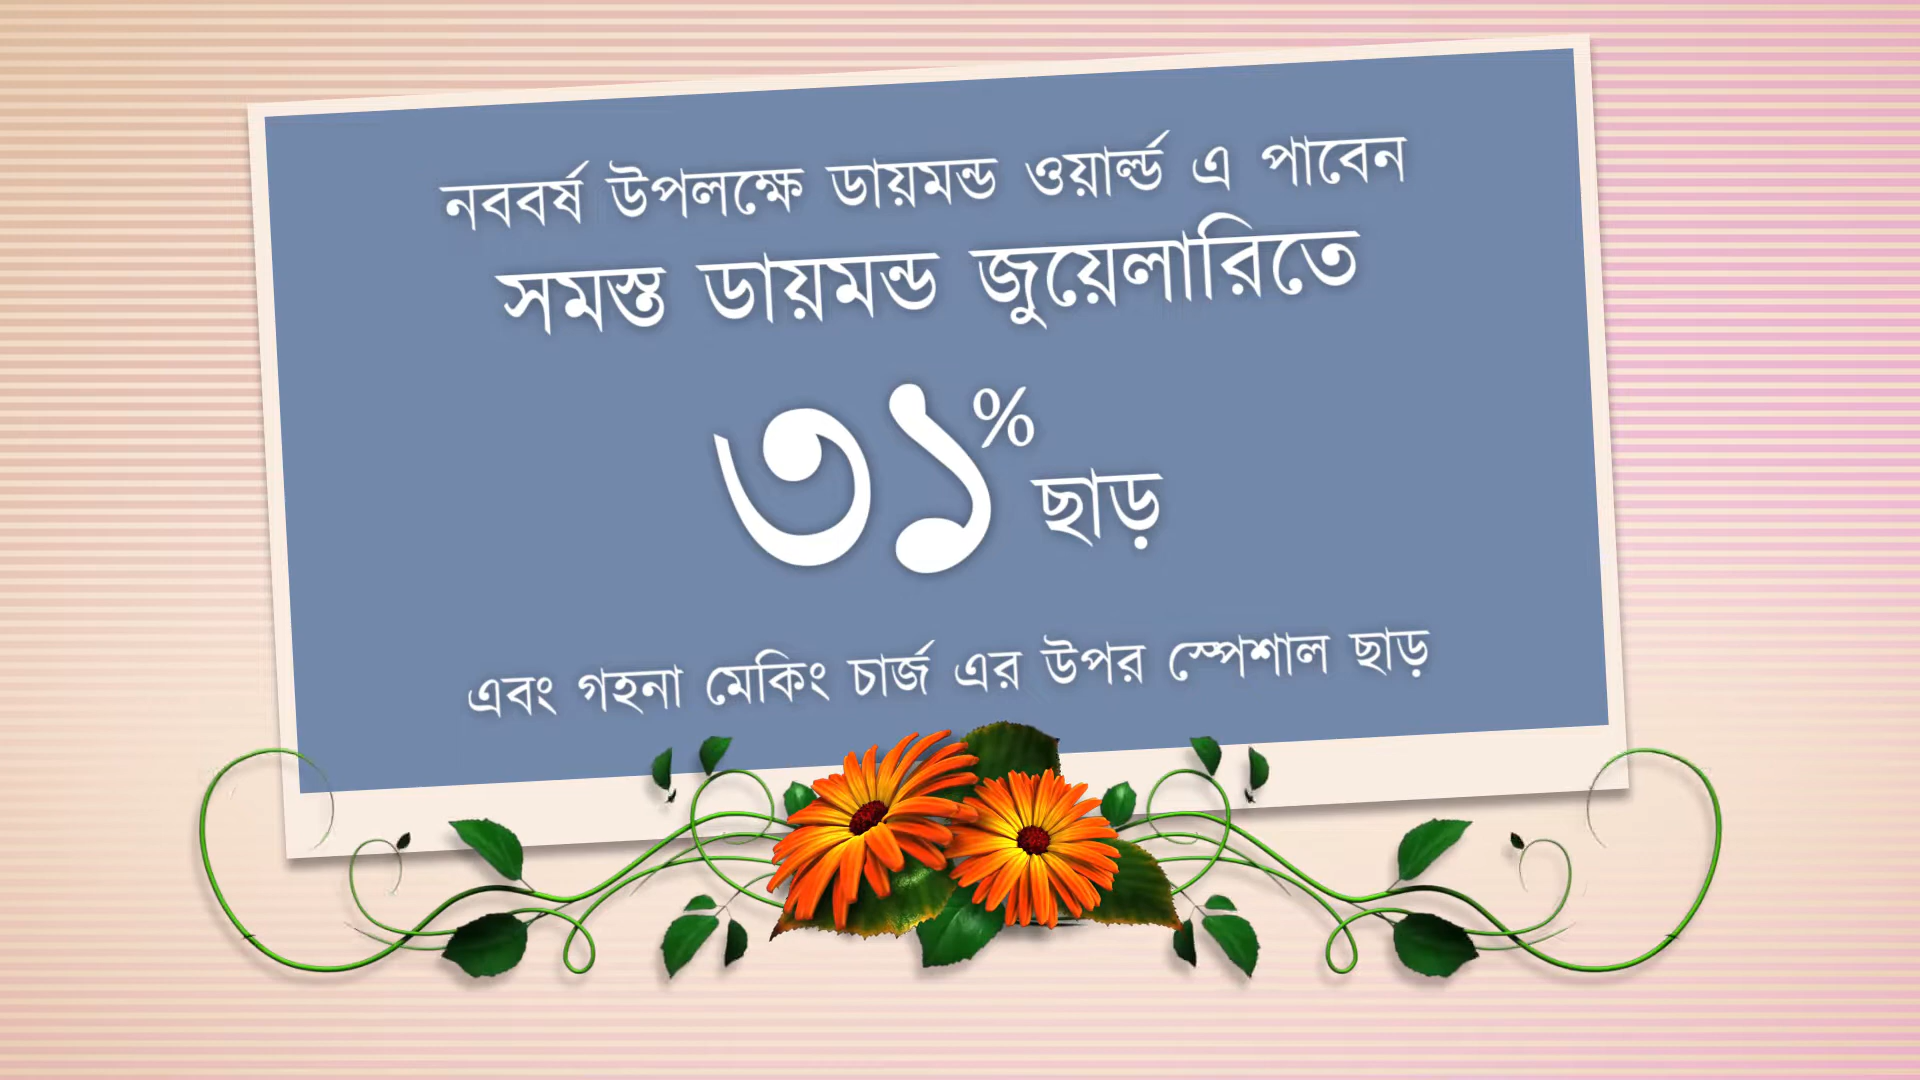 নববর্ষ উপলক্ষে ডায়মন্ড ওয়ার্ল্ড এ পাবেন
সমস্ত ডায়মন্ড জুয়েলারিতে
৩১%
ছাড়
এবং গহনা মেকিং চার্জ এর উপর স্পেশাল ছাড়